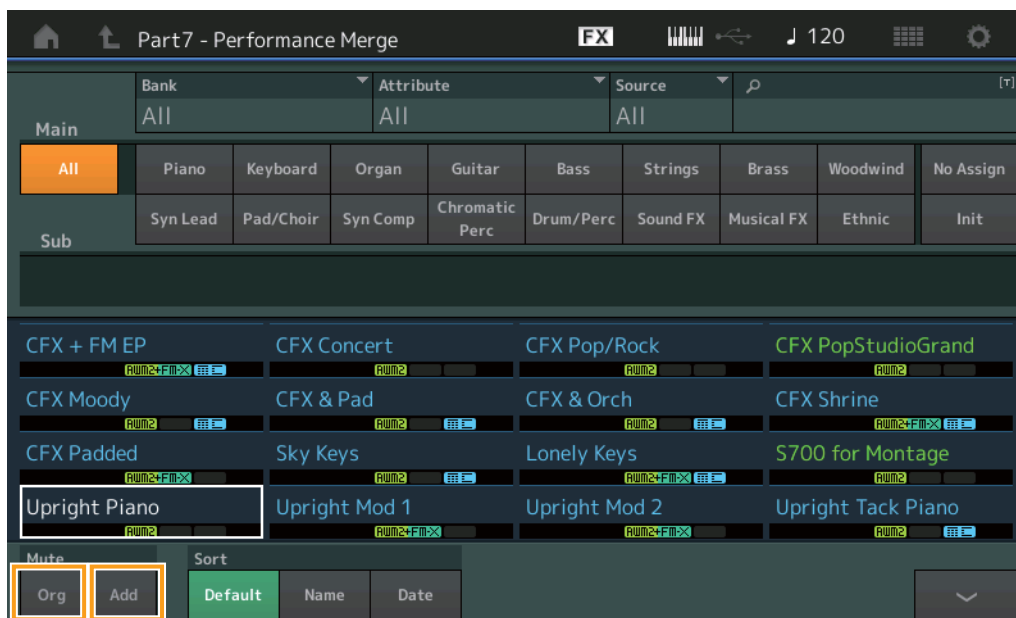 Part7 - Performance Merge FX 120
Bank Attribute Source [T]
Main All All All
All Piano Keyboard Organ Guitar Bass Strings Brass Woodwind No Assign
Sub Syn Lead Pad/Choir Syn Comp Chromatic Perc Drum/Perc Sound FX Musical FX Ethnic Init
CFX + FM EP CFX Concert CFX Pop/Rock CFX PopStudioGrand
AWM2+FM-X AWM2 AWM2 AWM2
CFX Moody CFX & Pad CFX & Orch CFX Shrine
AWM2 AWM2 AWM2 AWM2+FM-X
CFX Padded Sky Keys Lonely Keys S700 for Montage
AWM2+FM-X AWM2 AWM2+FM-X AWM2
Upright Piano Upright Mod 1 Upright Mod 2 Upright Tack Piano
AWM2 AWM2+FM-X AWM2+FM-X AWM2
Mute Sort
Org Add Default Name Date